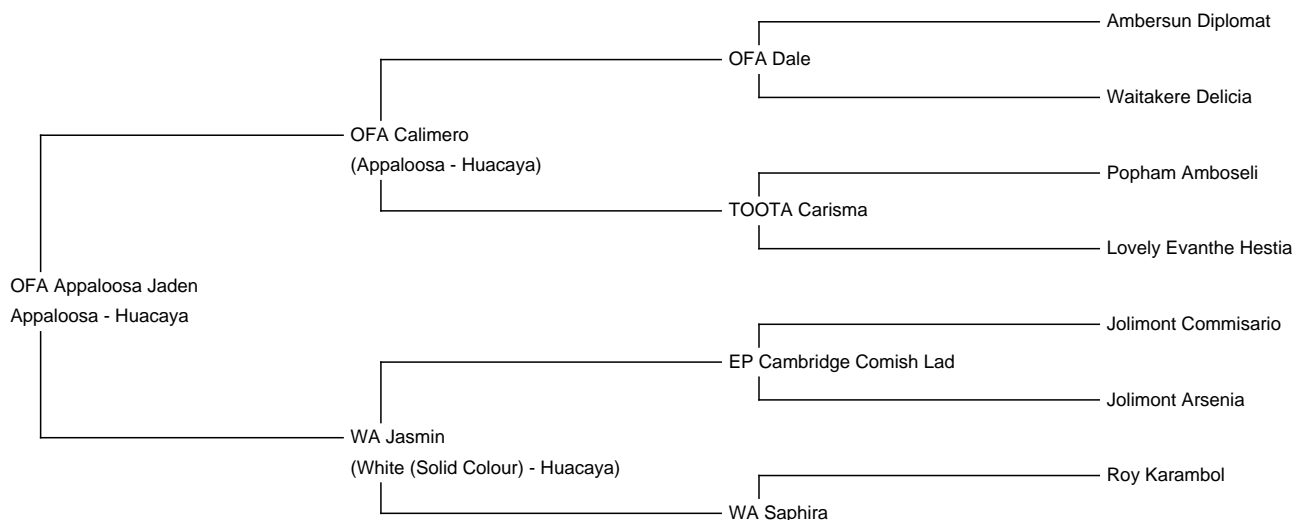 Ambersun Diplomat
OFA Dale
Waitakere Delicia
OFA Calimero
(Appaloosa - Huacaya)
Popham Amboseli
TOOTA Carisma
Lovely Evanthe Hestia
OFA Appaloosa Jaden
Appaloosa - Huacaya
Jolimont Commisario
EP Cambridge Comish Lad
Jolimont Arsenia
WA Jasmin
(White (Solid Colour) - Huacaya)
Roy Karambol
WA Saphira